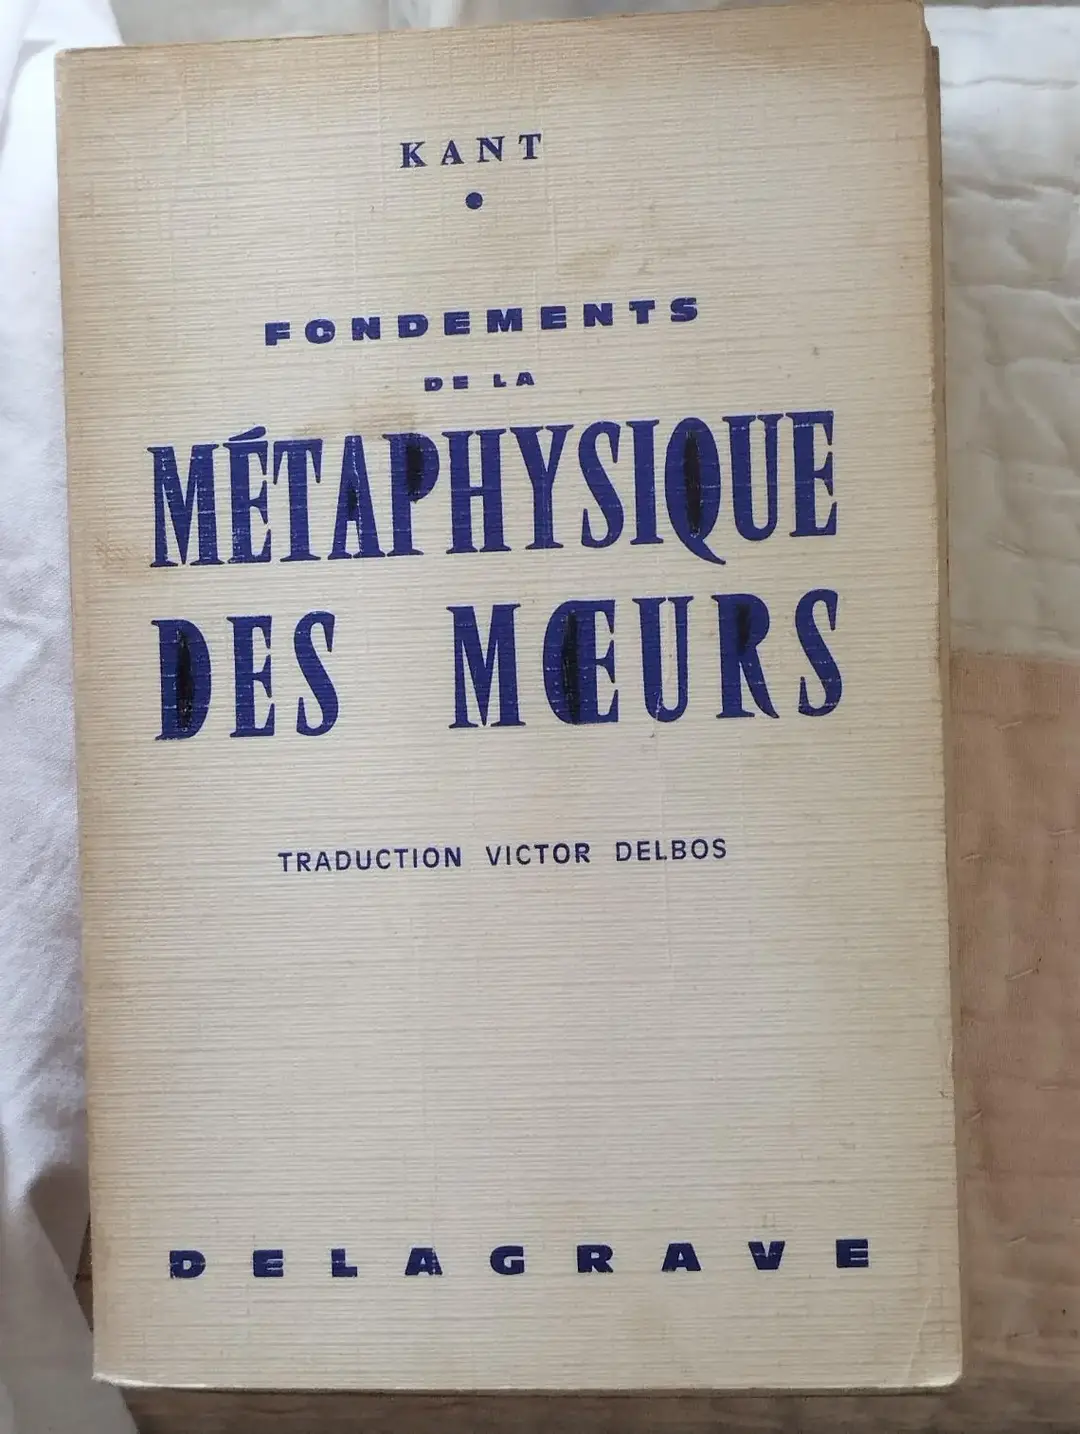 KANT
FONDEMENTS
DE LA
MÉTAPHYSIQUE
DES MŒURS
TRADUCTION VICTOR DELBOS
DELAGRAVE